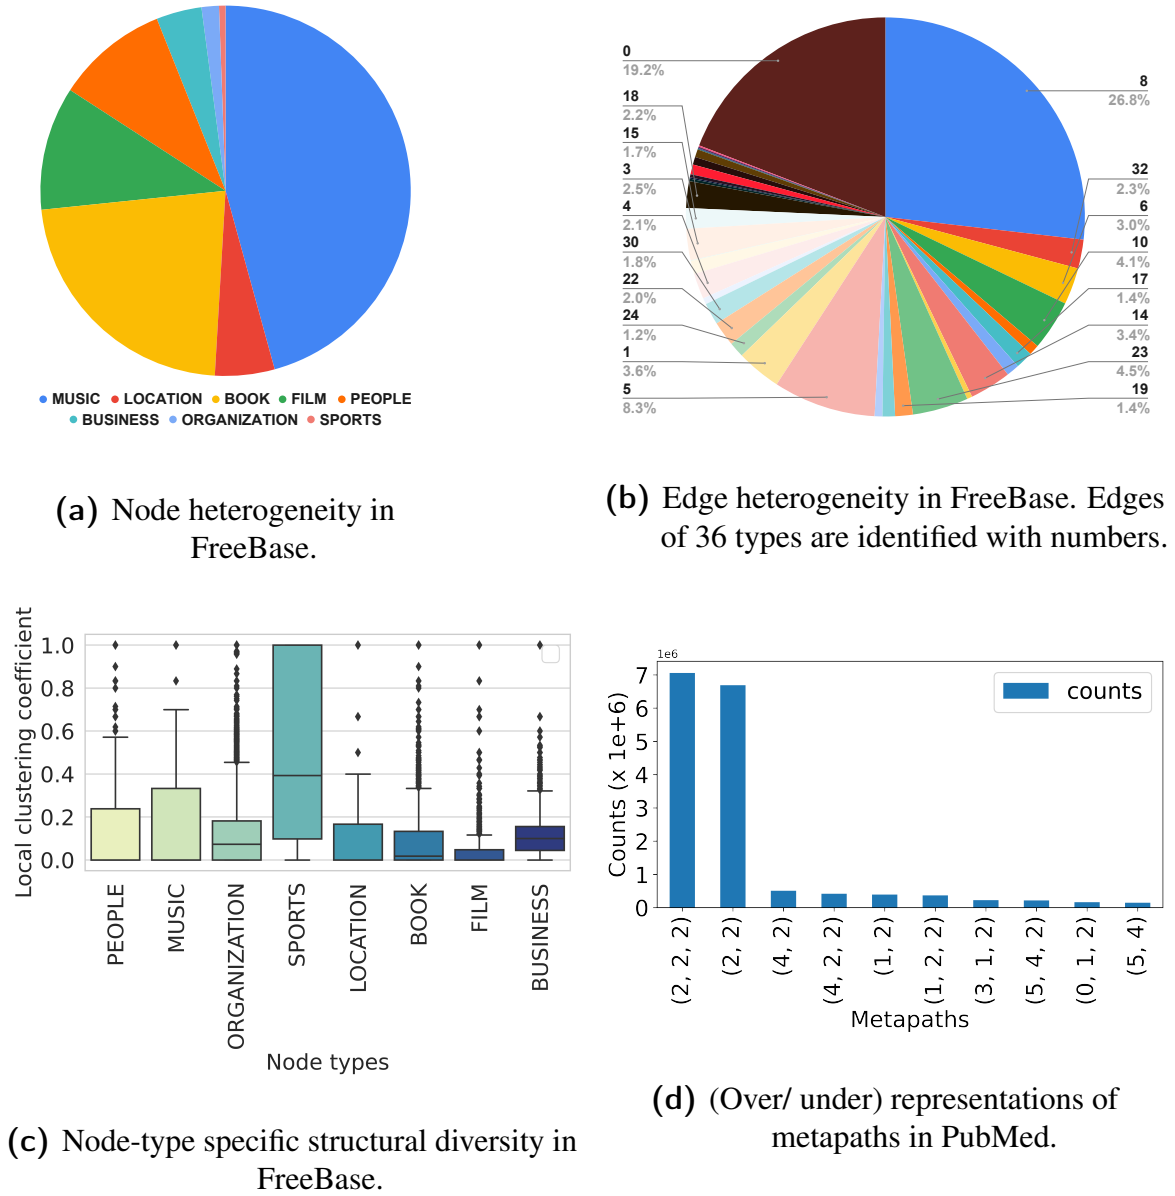 MUSIC LOCATION BOOK FILM PEOPLE
BUSINESS ORGANIZATION SPORTS
(a) Node heterogeneity in
FreeBase.
0
19.2%
18
2.2%
15
1.7%
3
2.5%
4
2.1%
30
1.8%
22
2.0%
24
1.2%
1
3.6%
5
8.3%
8
26.8%
32
2.3%
6
3.0%
10
4.1%
17
1.4%
14
3.4%
23
4.5%
19
1.4%
(b) Edge heterogeneity in FreeBase. Edges
of 36 types are identified with numbers.
Local clustering coefficient
1.0
0.8
0.6
0.4
0.2
0.0
PEOPLE
MUSIC
ORGANIZATION
SPORTS
LOCATION
BOOK
FILM
BUSINESS
Node types
(c) Node-type specific structural diversity in
FreeBase.
1e6
Counts (x 1e+6)
7
6
5
4
3
2
1
0
counts
(2, 2, 2)
(2, 2)
(4, 2)
(4, 2, 2)
(1, 2)
(1, 2, 2)
(3, 1, 2)
(5, 4, 2)
(0, 1, 2)
(5, 4)
Metapaths
(d) (Over/ under) representations of
metapaths in PubMed.